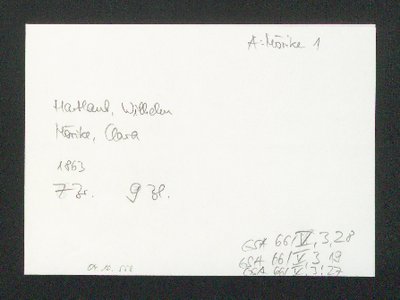 A: Mörike 1
Hartlaub, Wilhelm
Mörike, Clara
1863
7 Br. 9 Bl.
GSA 66/IV, 3,28
GSA 66/IV, 3,19
GSA 66/IV, 3,27